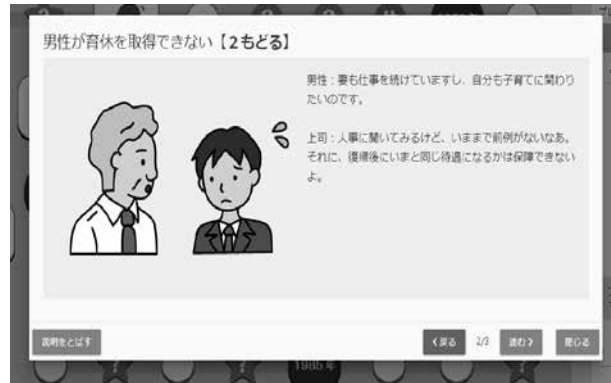 男性が育休を取得できない【2もどる】
男性：妻も仕事を続けていますし、自分も子育てに関わり
たいのです。
上司：人事に聞いてみるけど、いままで前例がないなあ。
それに、復帰後にいまと同じ待遇になるかは保障できない
よ。
説明をとばす
戻る
2/3
進む
閉じる
1985年